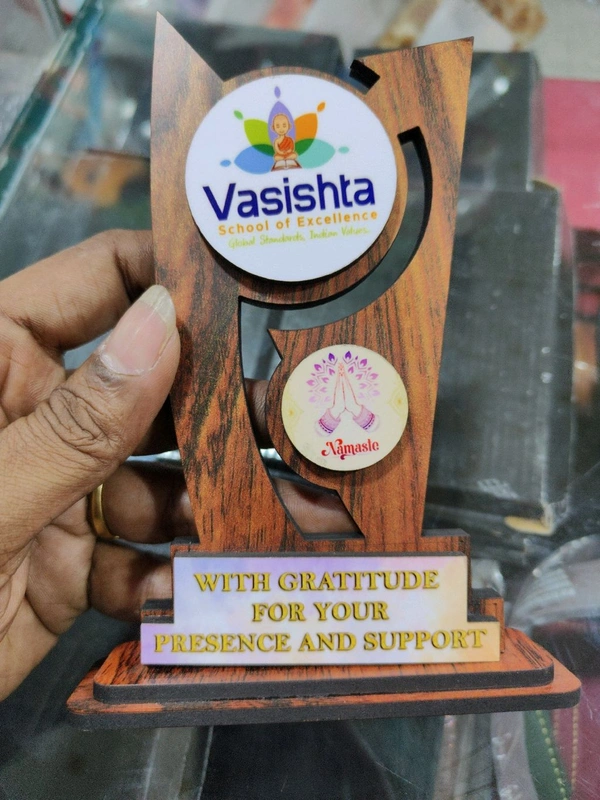 Vasishta
School of Excellence
Global Standards, Indian Values.
Namaste
WITH GRATITUDE
FOR YOUR
PRESENCE AND SUPPORT